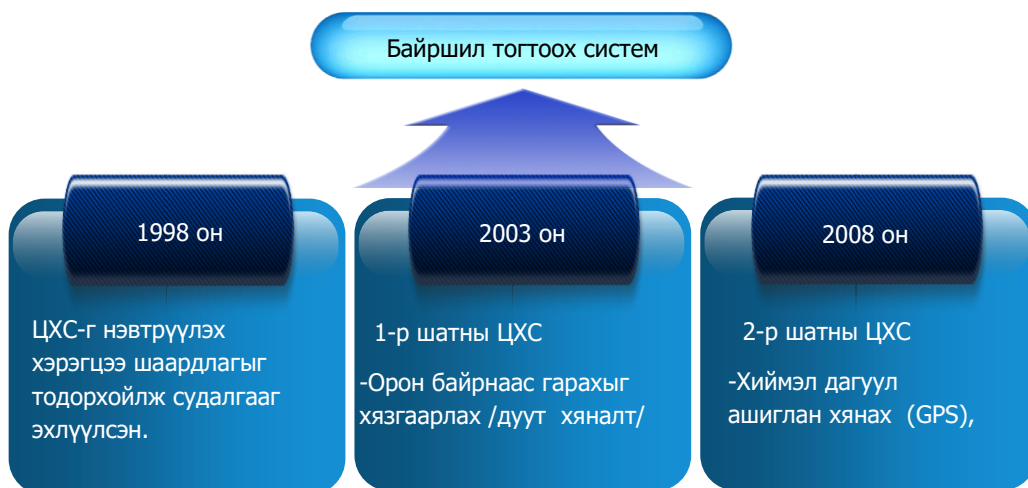 Байршил тогтоох систем
1998 он
ЦХС-г нэвтрүүлэх
хэрэгцээ шаардлагыг
тодорхойлж судалгааг
эхлүүлсэн.
2003 он
1-р шатны ЦХС
-Орон байрнаас гарахыг
хязгаарлах /дуут хяналт/
2008 он
2-р шатны ЦХС
-Хиймэл дагуул
ашиглан хянах (GPS),